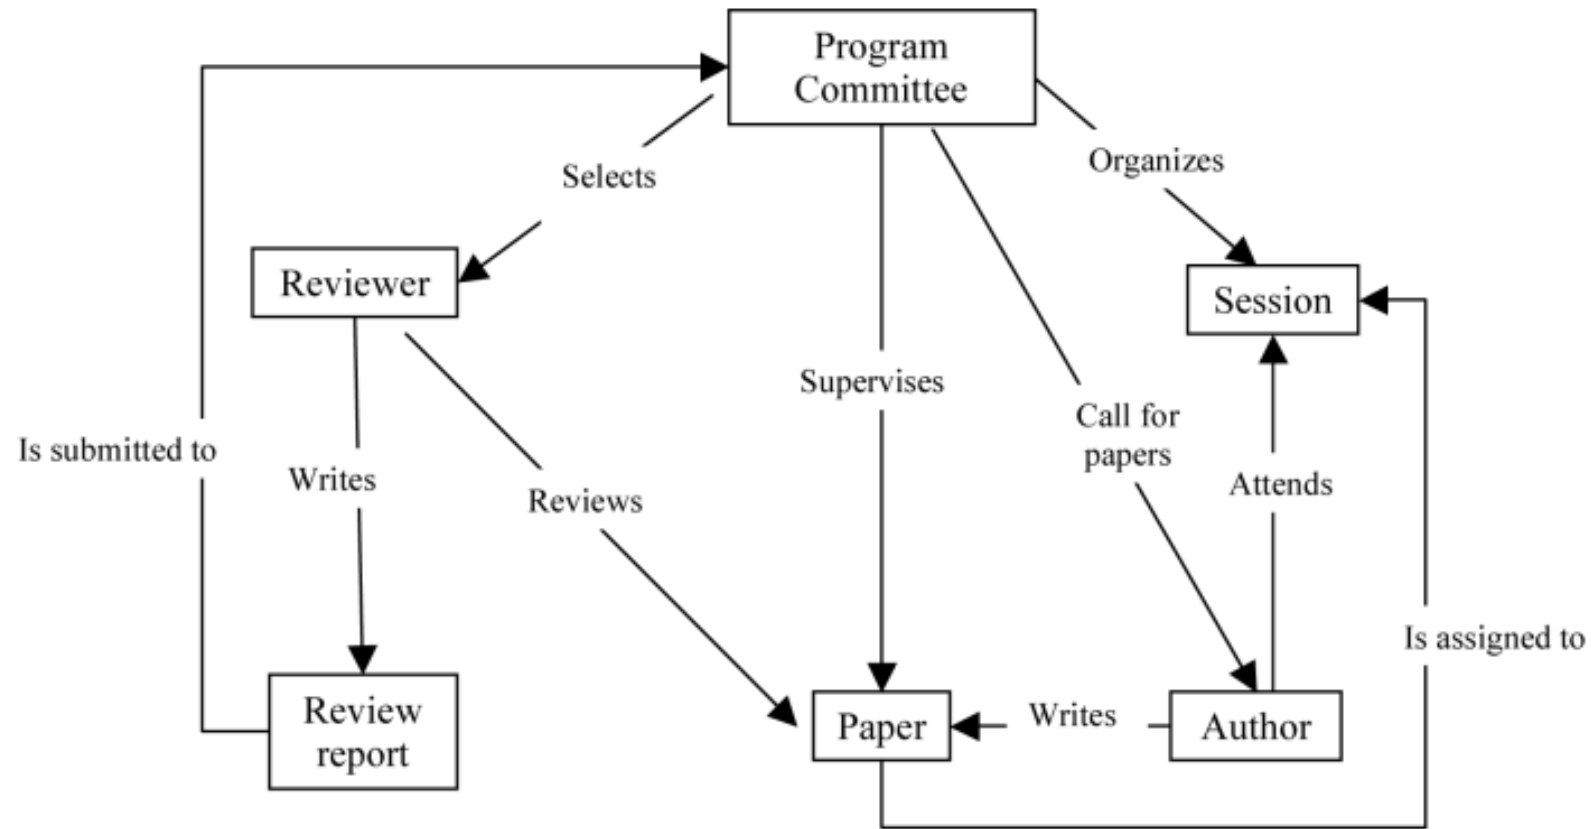 Program
Committee
Organizes
Selects
Reviewer
Session
Supervises
Call for
papers
Is submitted to
Writes
Attends
Reviews
Is assigned to
Review
report
Paper
Writes
Author